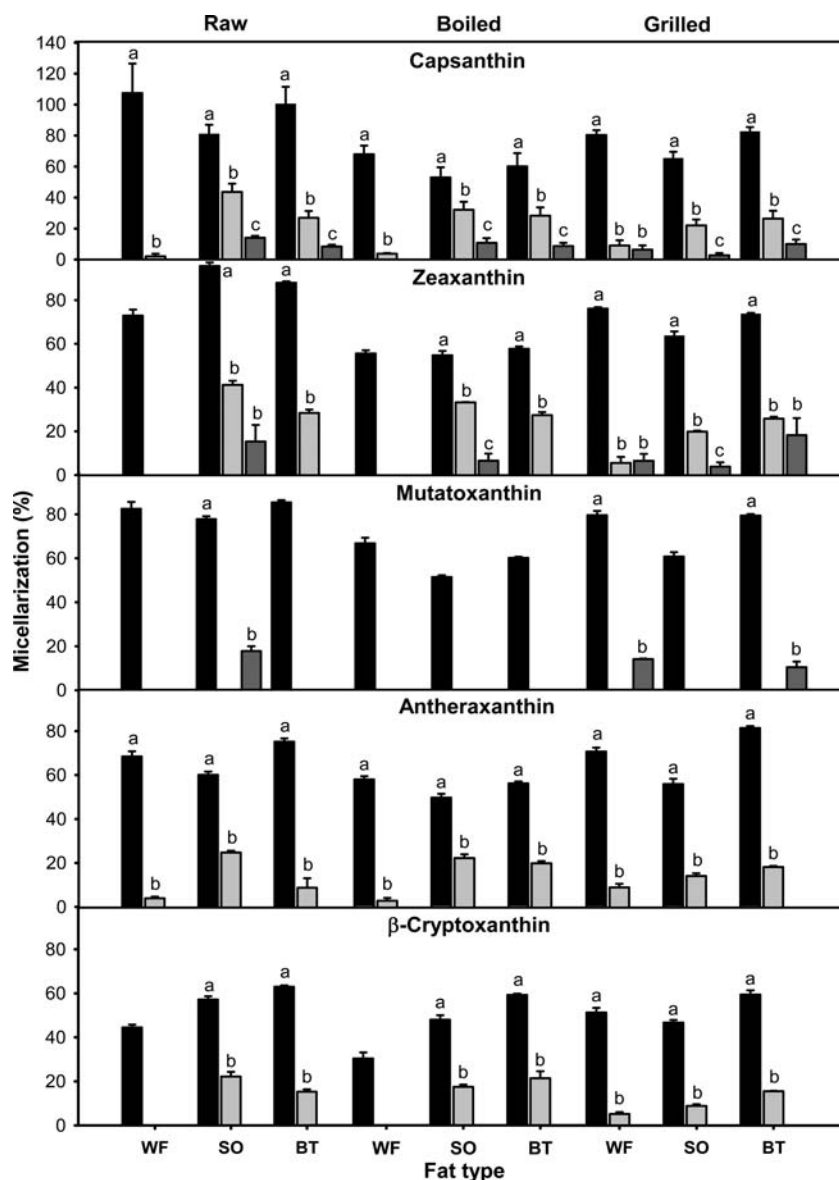 Raw Boiled Grilled
Capsanthin
140
120
100
80
60
40
20
0
a b a b c a b c a b a b c a b c a b b a b c a b c
Zeaxanthin
80
60
40
20
0
a b c a b a b c a b a b b a b c a b b
Mutatoxanthin
80
60
40
20
0
a b a b a b
Antheraxanthin
80
60
40
20
0
a b a b a b a b a b a b a b a b a b
β-Cryptoxanthin
80
60
40
20
0
a b a b a b a b a b a b a b
Micellarization (%)
WF SO BT WF SO BT WF SO BT
Fat type